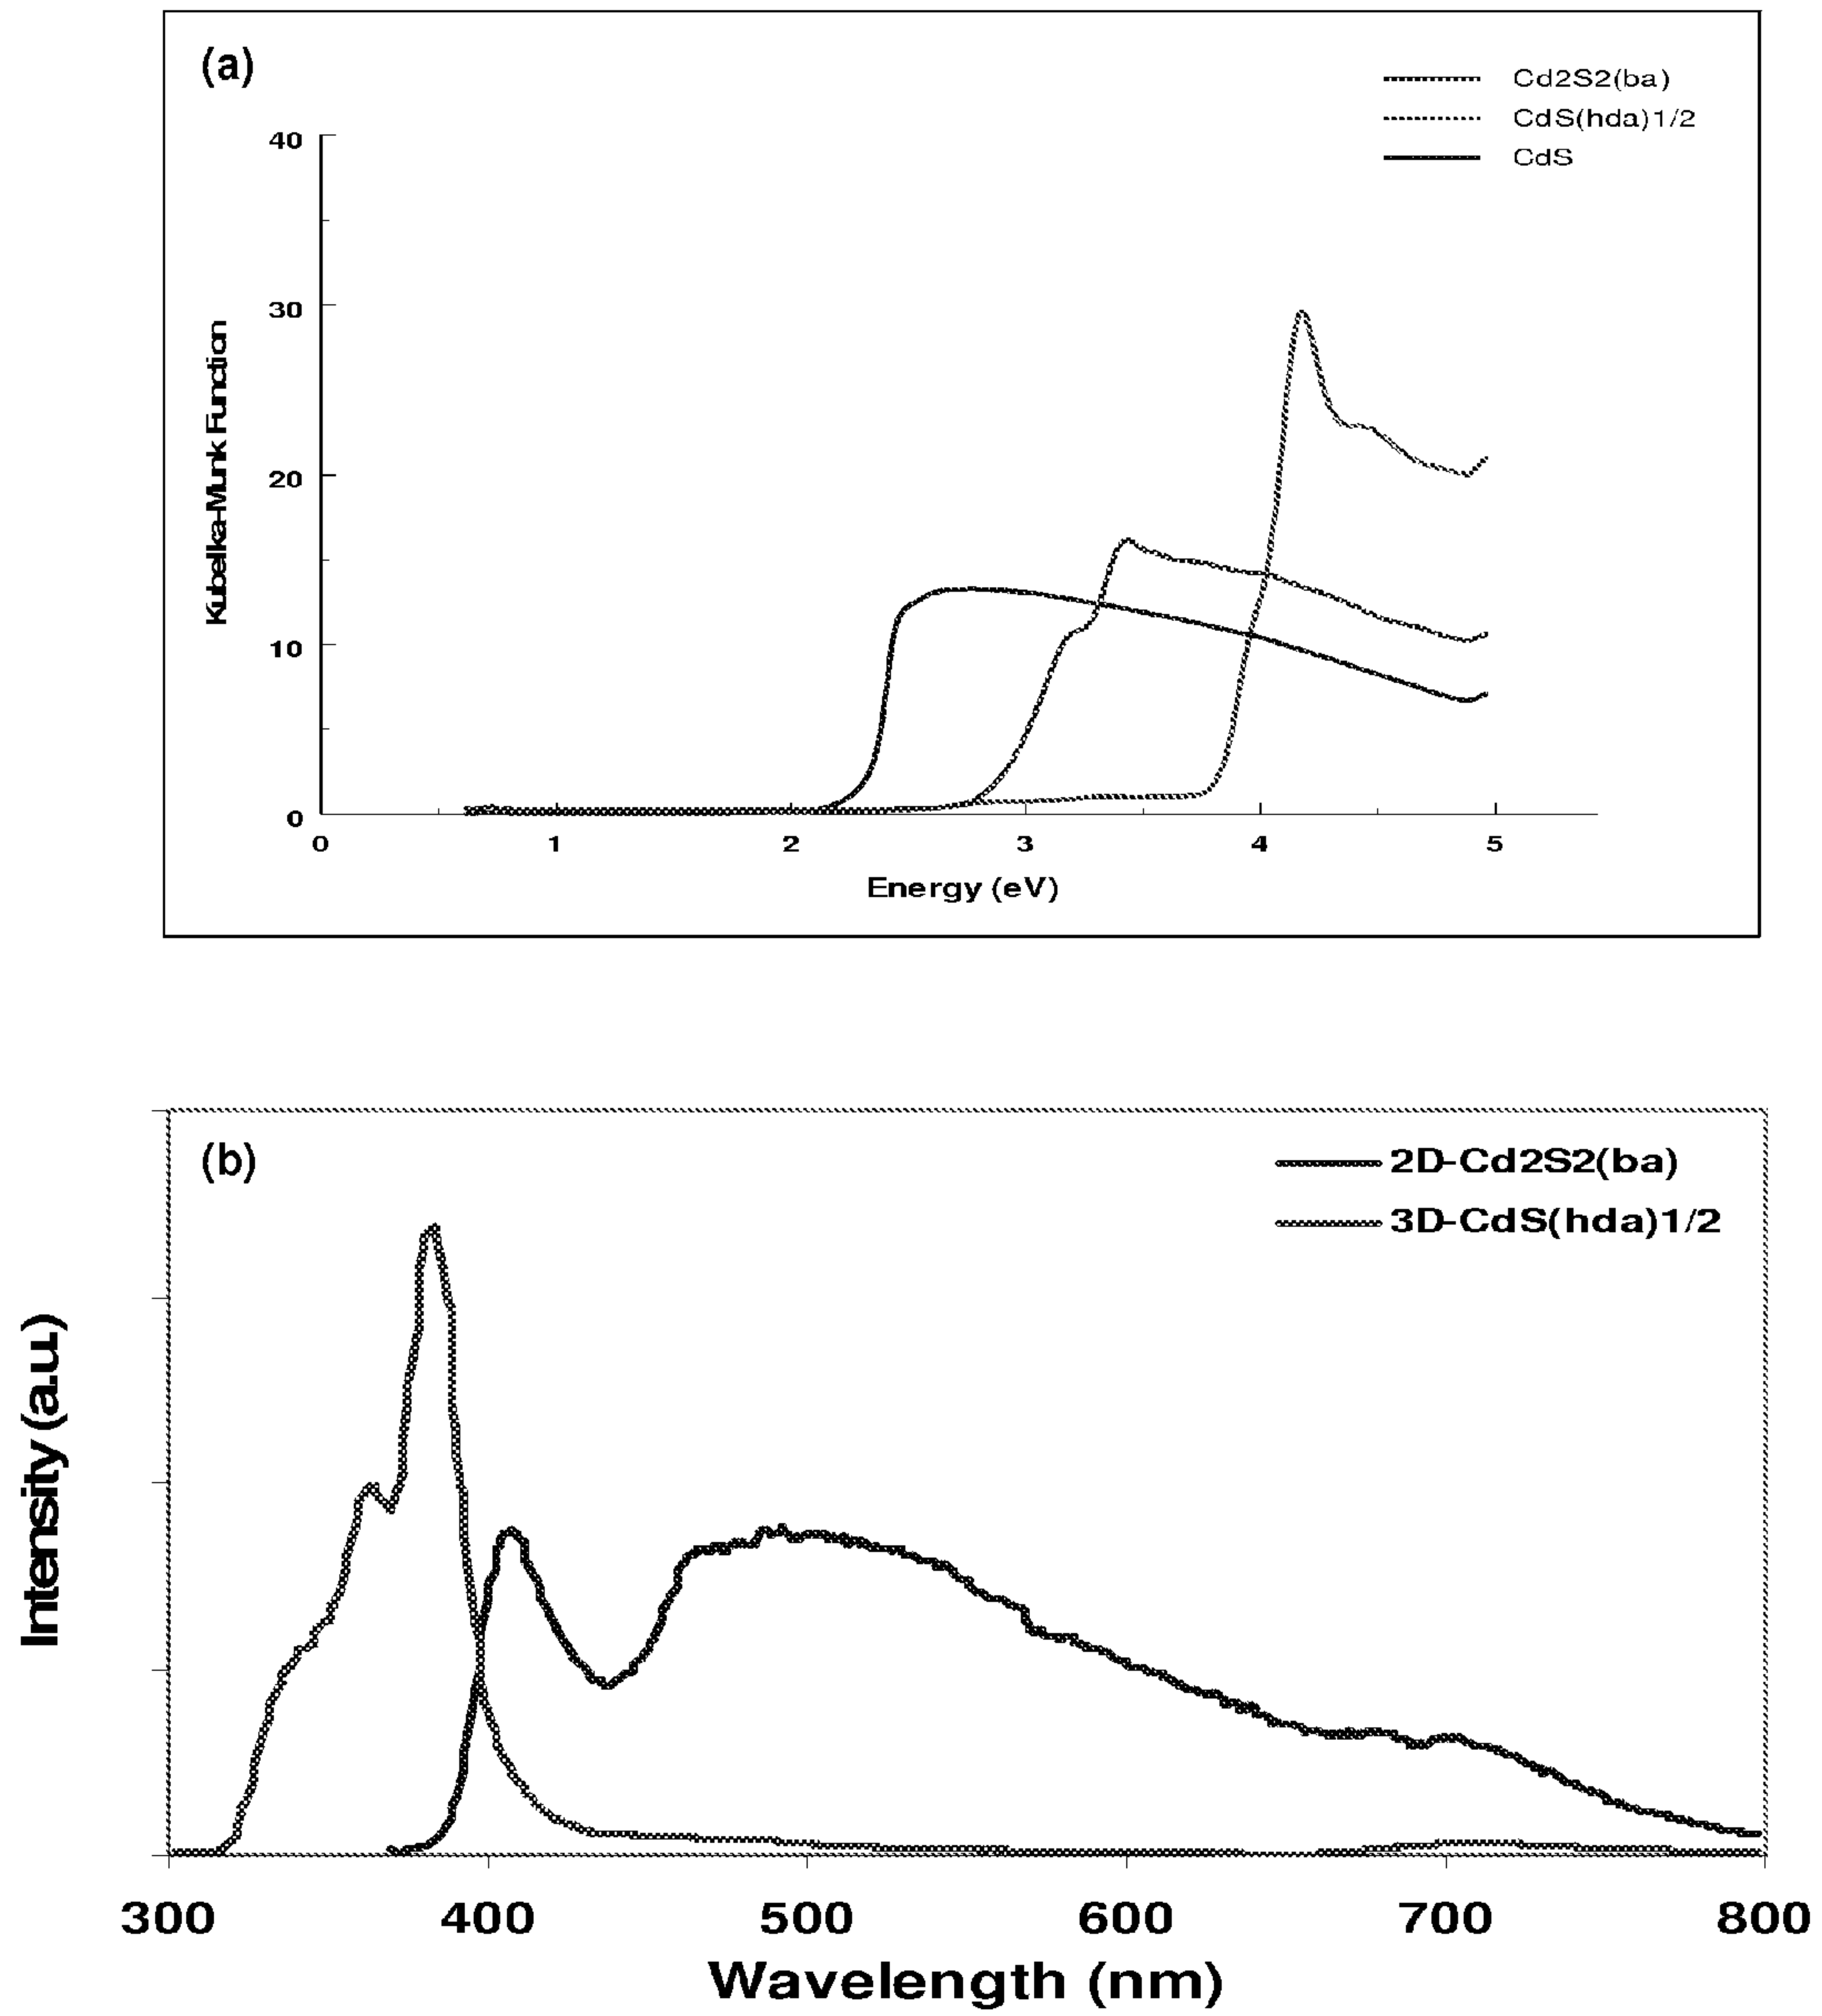 (a)
Cd2S2(ba)
CdS(hda)1/2
CdS
40
30
20
10
0
Kubelka-Munk Function
0 1 2 3 4 5
Energy (eV)
(b)
2D-Cd2S2(ba)
3D-CdS(hda)1/2
Intensity (a.u.)
300 400 500 600 700 800
Wavelength (nm)